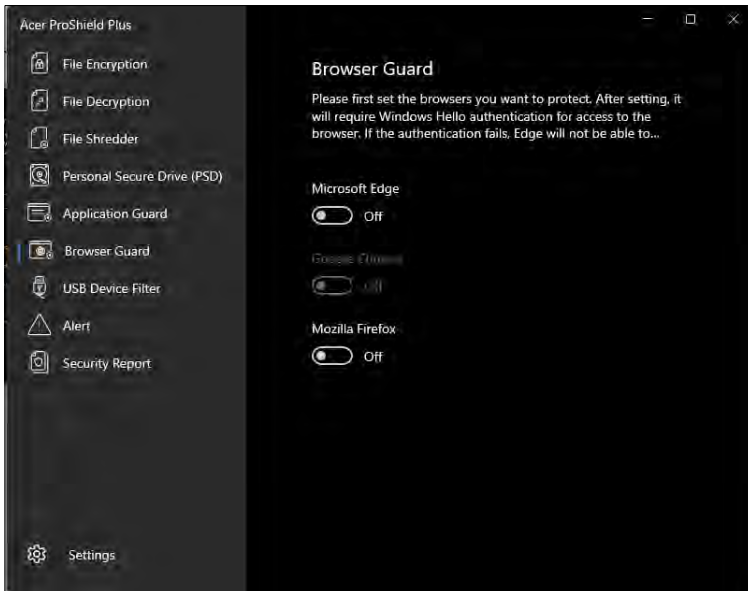 Acer ProShield Plus
File Encryption
File Decryption
File Shredder
Personal Secure Drive (PSD)
Application Guard
Browser Guard
USB Device Filter
Alert
Security Report
Settings
Browser Guard
Please first set the browsers you want to protect. After setting, it
will require Windows Hello authentication for access to the
browser. If the authentication fails, Edge will not be able to...
Microsoft Edge
Off
Google Chrome
Off
Mozilla Firefox
Off